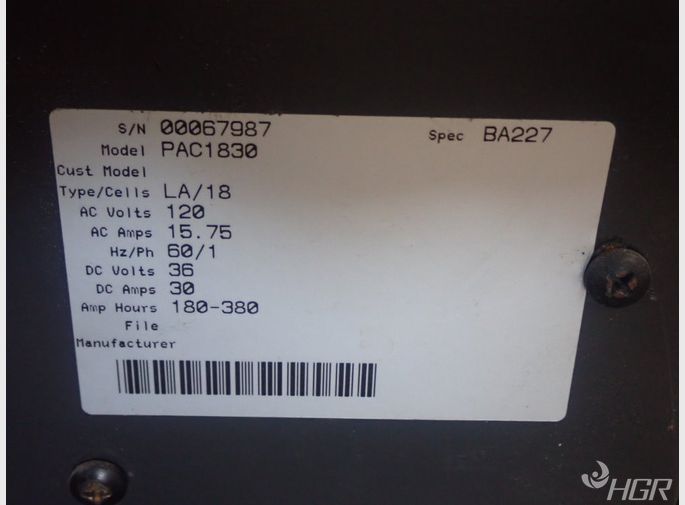 S/N 00067987 Spec BA227
Model PAC1830
Cust Model
Type/Cells LA/18
AC Volts 120
AC Amps 15.75
Hz/Ph 60/1
DC Volts 36
DC Amps 30
Amp Hours 180-380
File
Manufacturer
HGR